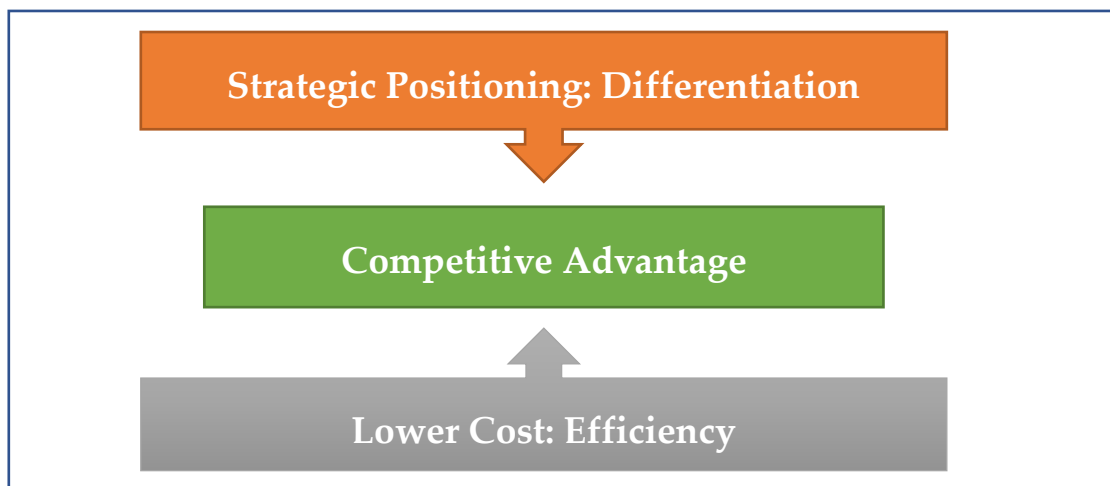 Strategic Positioning: Differentiation
Competitive Advantage
Lower Cost: Efficiency